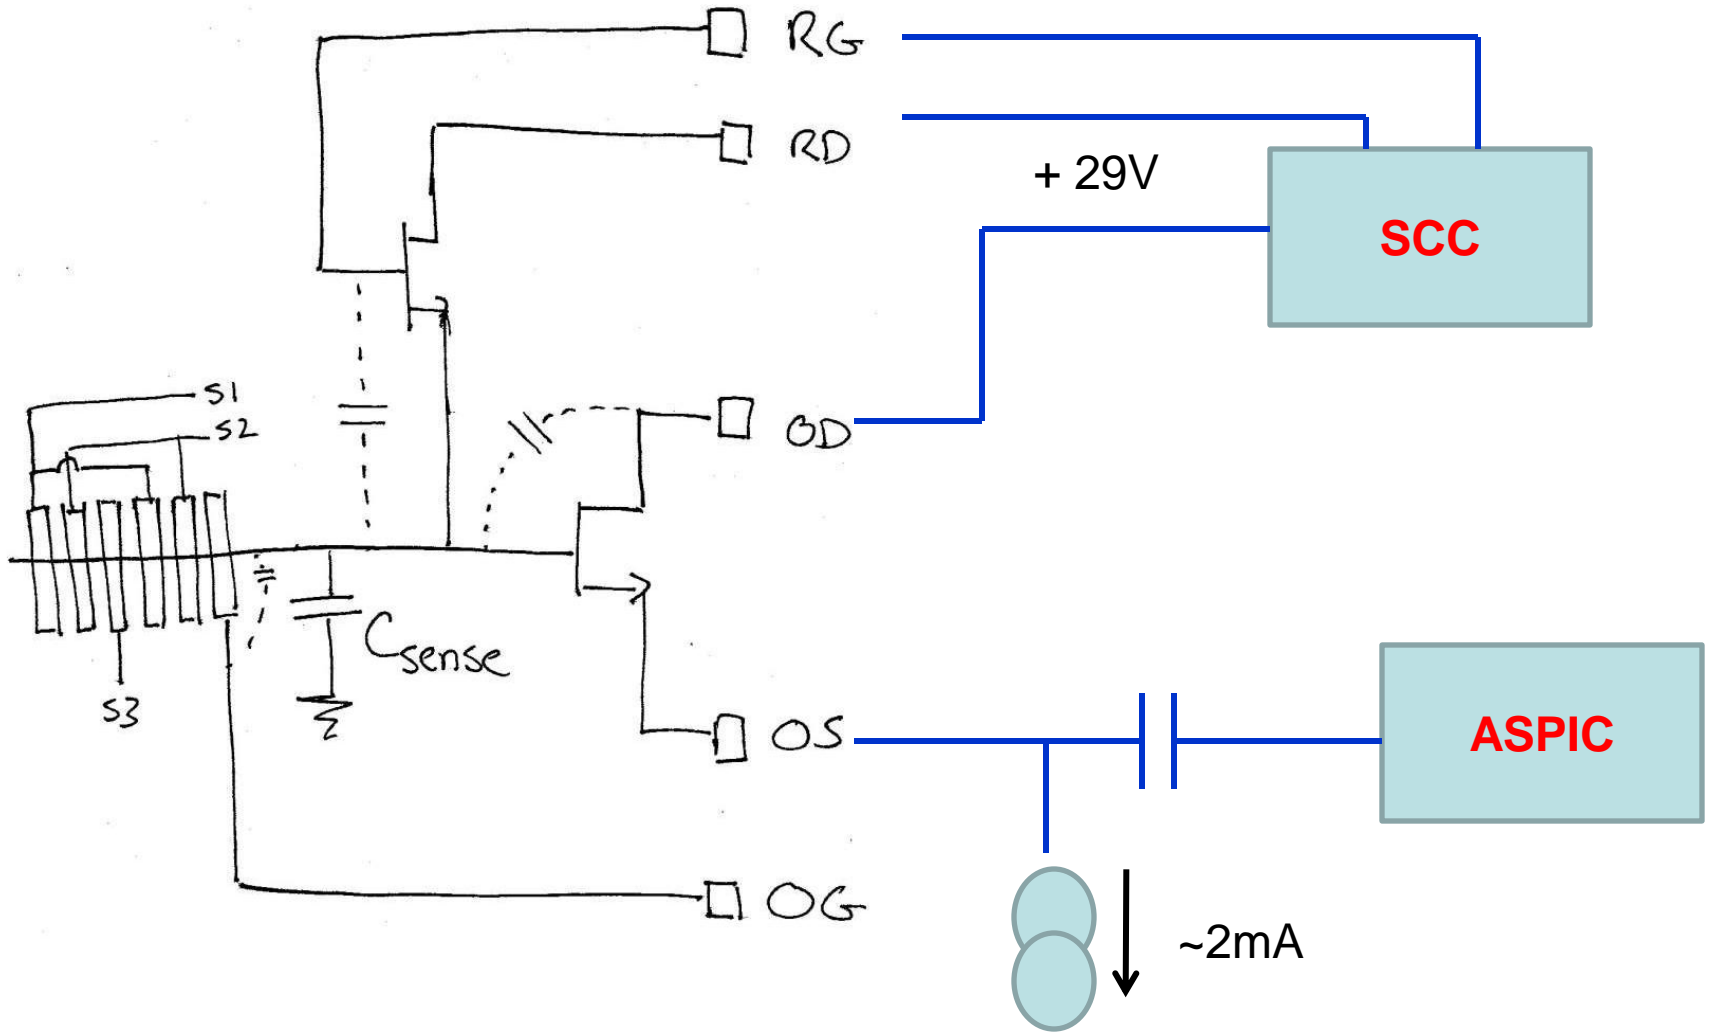 RG
RD
+ 29V
SCC
S1
S2
OD
Csense
S3
OS
ASPIC
OG
~2mA